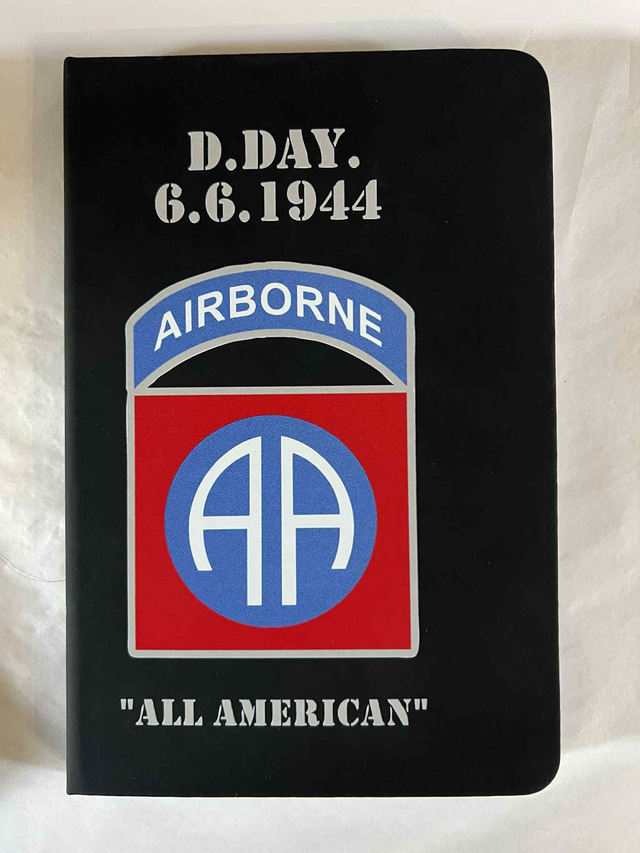 D.DAY.
6.6.1944
AIRBORNE
AA
"ALL AMERICAN"